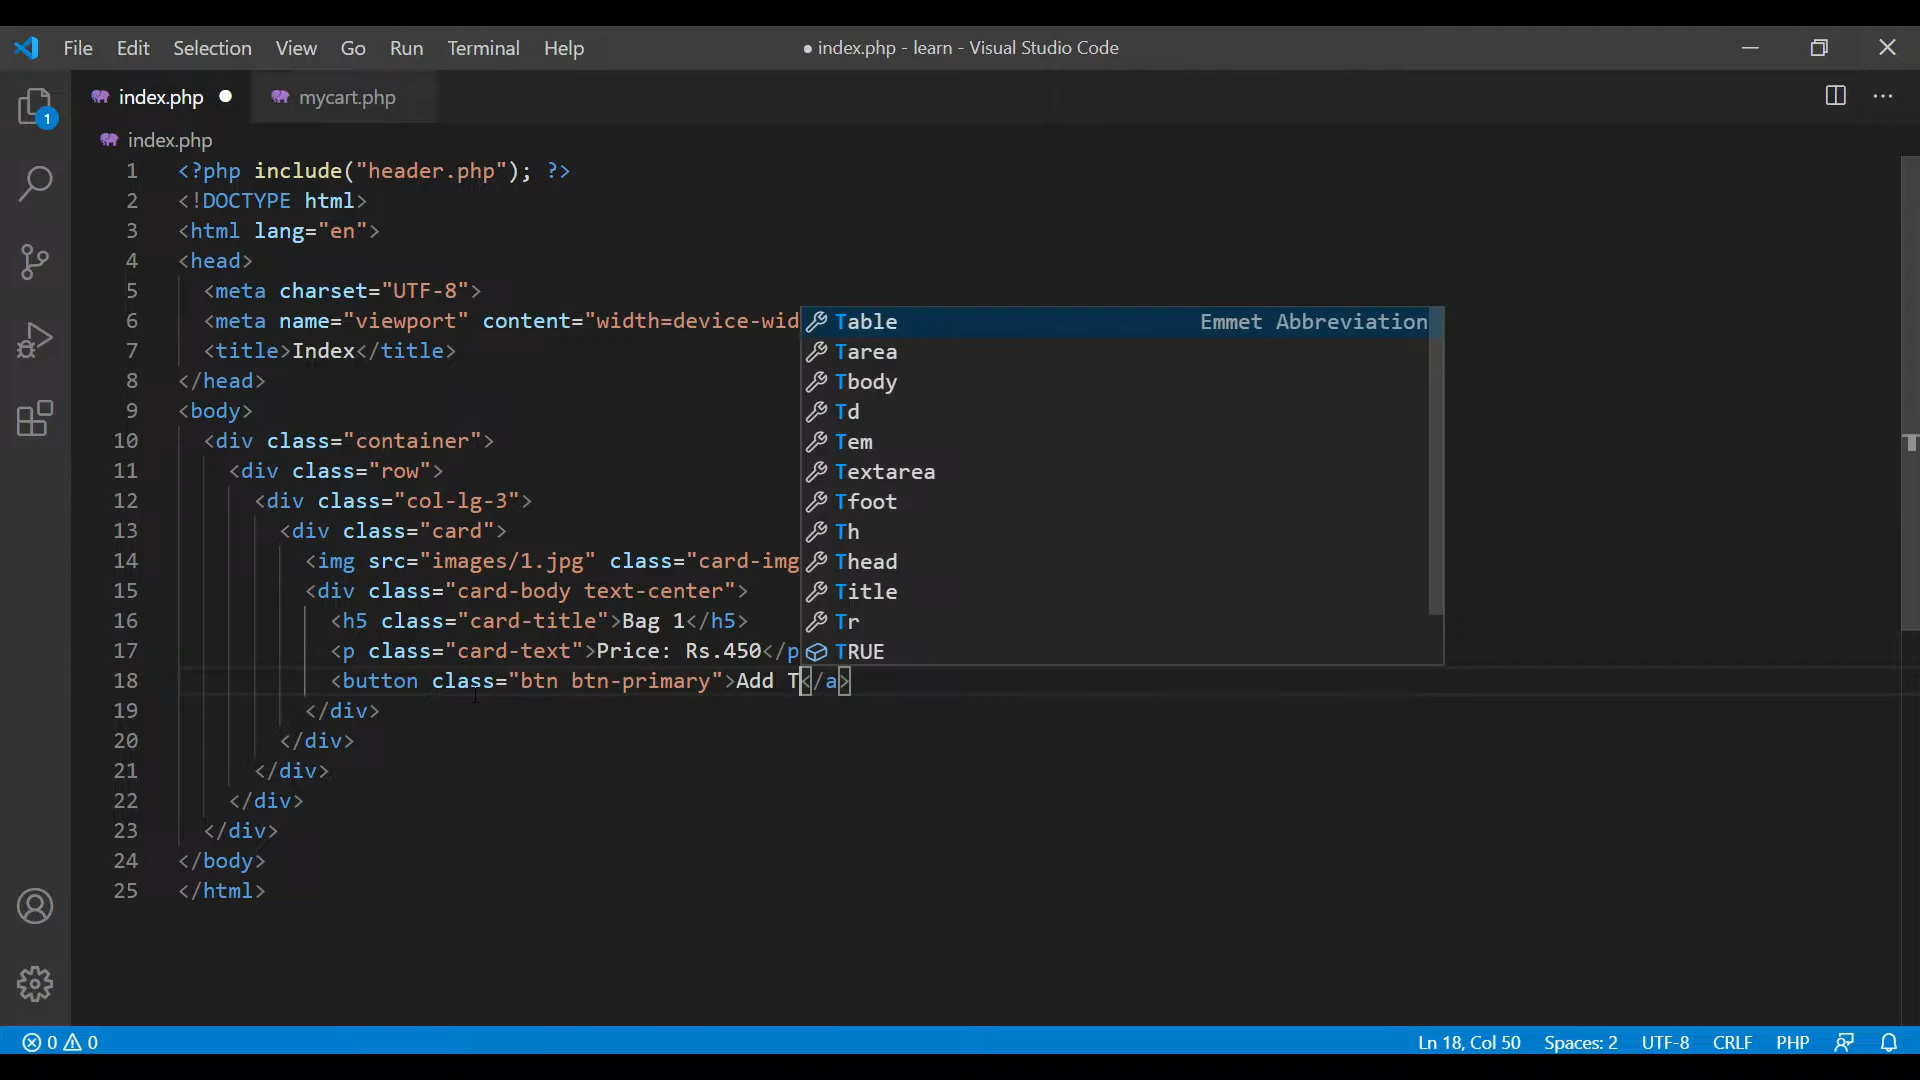 File Edit Selection View Go Run Terminal Help
● index.php - learn - Visual Studio Code
index.php ●
mycart.php
1
index.php
1 <?php include("header.php"); ?>
2 <!DOCTYPE html>
3 <html lang="en">
4 <head>
5 <meta charset="UTF-8">
6 <meta name="viewport" content="width=device-wid
7 <title>Index</title>
8 </head>
9 <body>
10 <div class="container">
11 <div class="row">
12 <div class="col-lg-3">
13 <div class="card">
14 <img src="images/1.jpg" class="card-img
15 <div class="card-body text-center">
16 <h5 class="card-title">Bag 1</h5>
17 <p class="card-text">Price: Rs.450</p
18 <button class="btn btn-primary">Add T</a>
19 </div>
20 </div>
21 </div>
22 </div>
23 </div>
24 </body>
25 </html>
Table Emmet Abbreviation
Tarea
Tbody
Td
Tem
Textarea
Tfoot
Th
Thead
Title
Tr
TRUE
0 0
Ln 18, Col 50 Spaces: 2 UTF-8 CRLF PHP